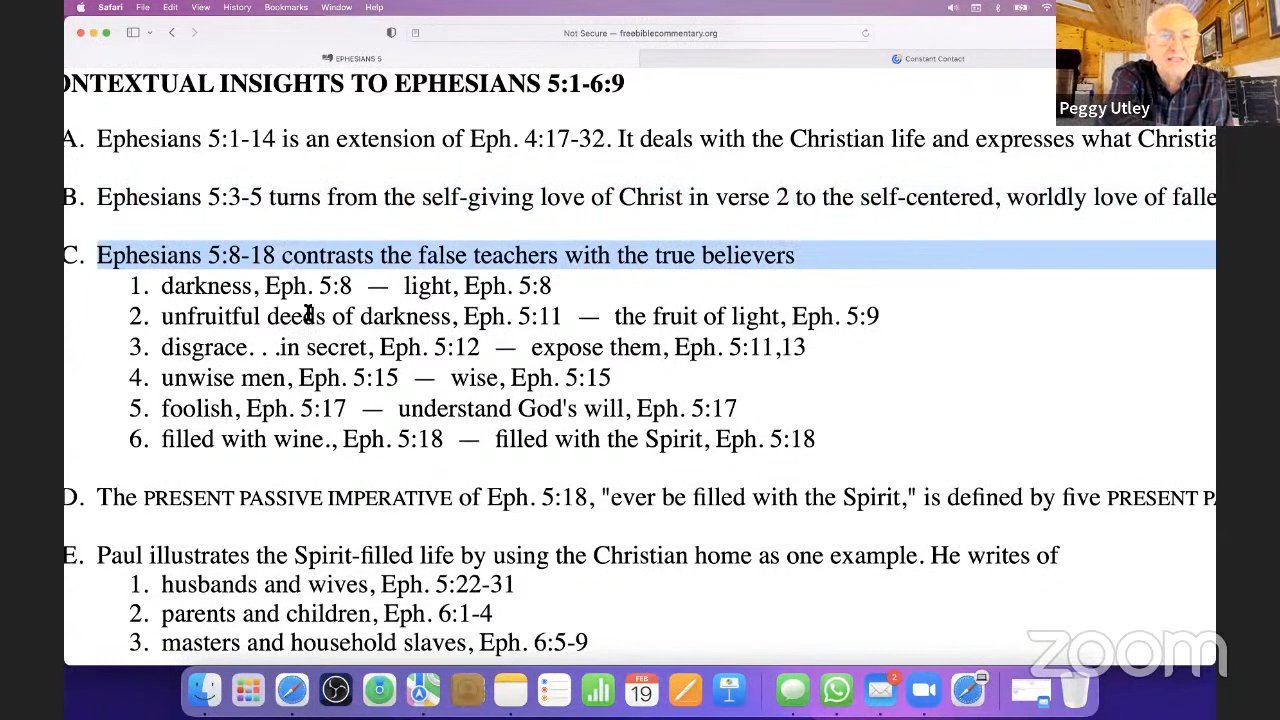 Safari File Edit View History Bookmarks Window Help
Not Secure — freebiblecommentary.org
EPHESIANS 5
Constant Contact
Peggy Utley
ONTEXTUAL INSIGHTS TO EPHESIANS 5:1-6:9
A. Ephesians 5:1-14 is an extension of Eph. 4:17-32. It deals with the Christian life and expresses what Christia
B. Ephesians 5:3-5 turns from the self-giving love of Christ in verse 2 to the self-centered, worldly love of falle
C. Ephesians 5:8-18 contrasts the false teachers with the true believers
1. darkness, Eph. 5:8 — light, Eph. 5:8
2. unfruitful deeds of darkness, Eph. 5:11 — the fruit of light, Eph. 5:9
3. disgrace. . .in secret, Eph. 5:12 — expose them, Eph. 5:11,13
4. unwise men, Eph. 5:15 — wise, Eph. 5:15
5. foolish, Eph. 5:17 — understand God's will, Eph. 5:17
6. filled with wine., Eph. 5:18 — filled with the Spirit, Eph. 5:18
D. The PRESENT PASSIVE IMPERATIVE of Eph. 5:18, "ever be filled with the Spirit," is defined by five PRESENT PA
E. Paul illustrates the Spirit-filled life by using the Christian home as one example. He writes of
1. husbands and wives, Eph. 5:22-31
2. parents and children, Eph. 6:1-4
3. masters and household slaves, Eph. 6:5-9
zoom
FEB
19
2